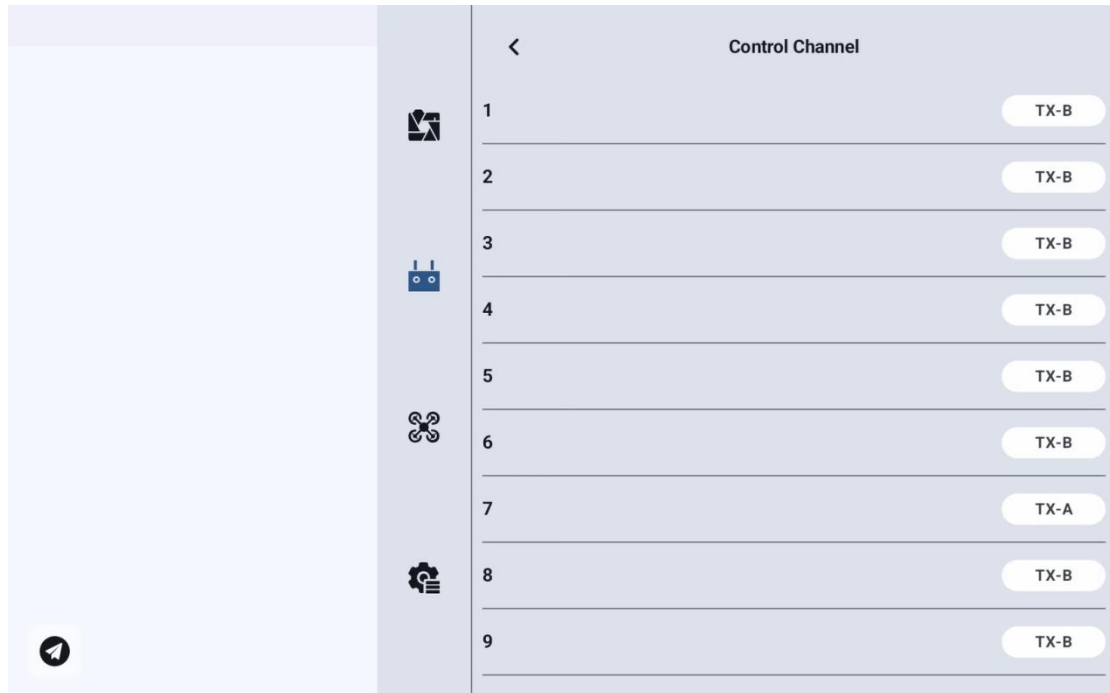 Control Channel
1 TX-B
2 TX-B
3 TX-B
4 TX-B
5 TX-B
6 TX-B
7 TX-A
8 TX-B
9 TX-B